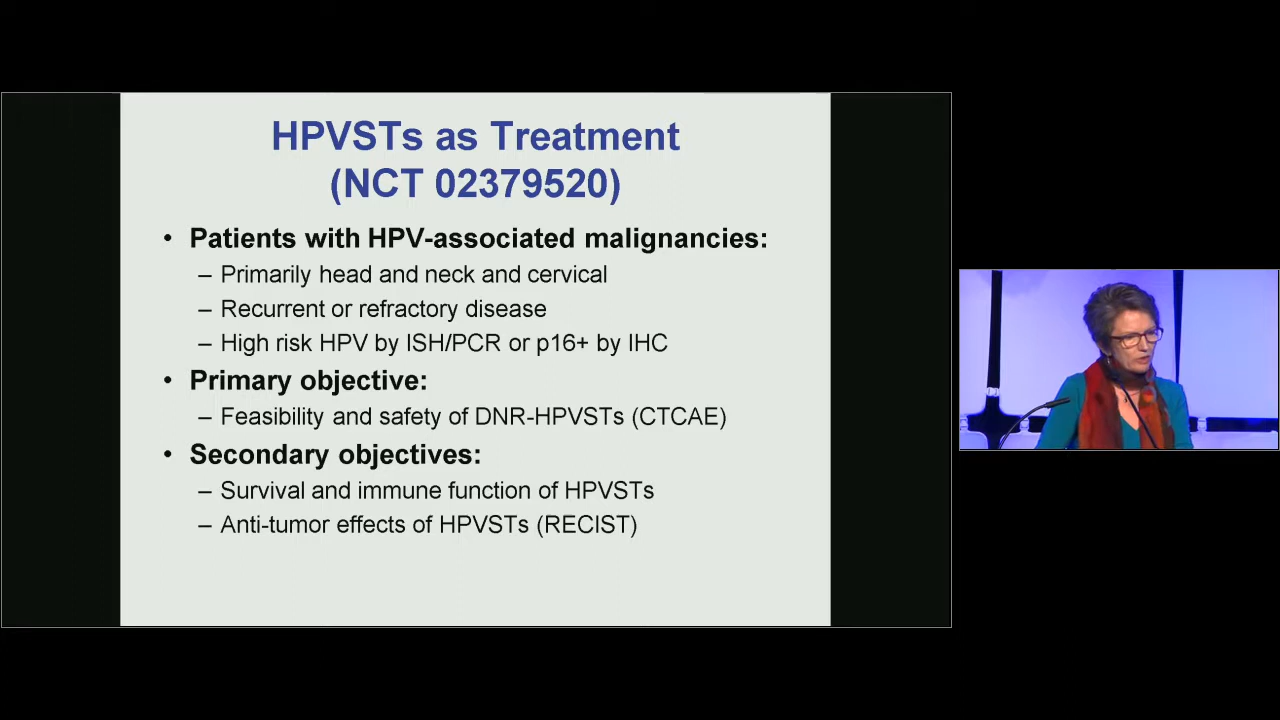 HPVSTs as Treatment
(NCT 02379520)
• Patients with HPV-associated malignancies:
– Primarily head and neck and cervical
– Recurrent or refractory disease
– High risk HPV by ISH/PCR or p16+ by IHC
• Primary objective:
– Feasibility and safety of DNR-HPVSTs (CTCAE)
• Secondary objectives:
– Survival and immune function of HPVSTs
– Anti-tumor effects of HPVSTs (RECIST)